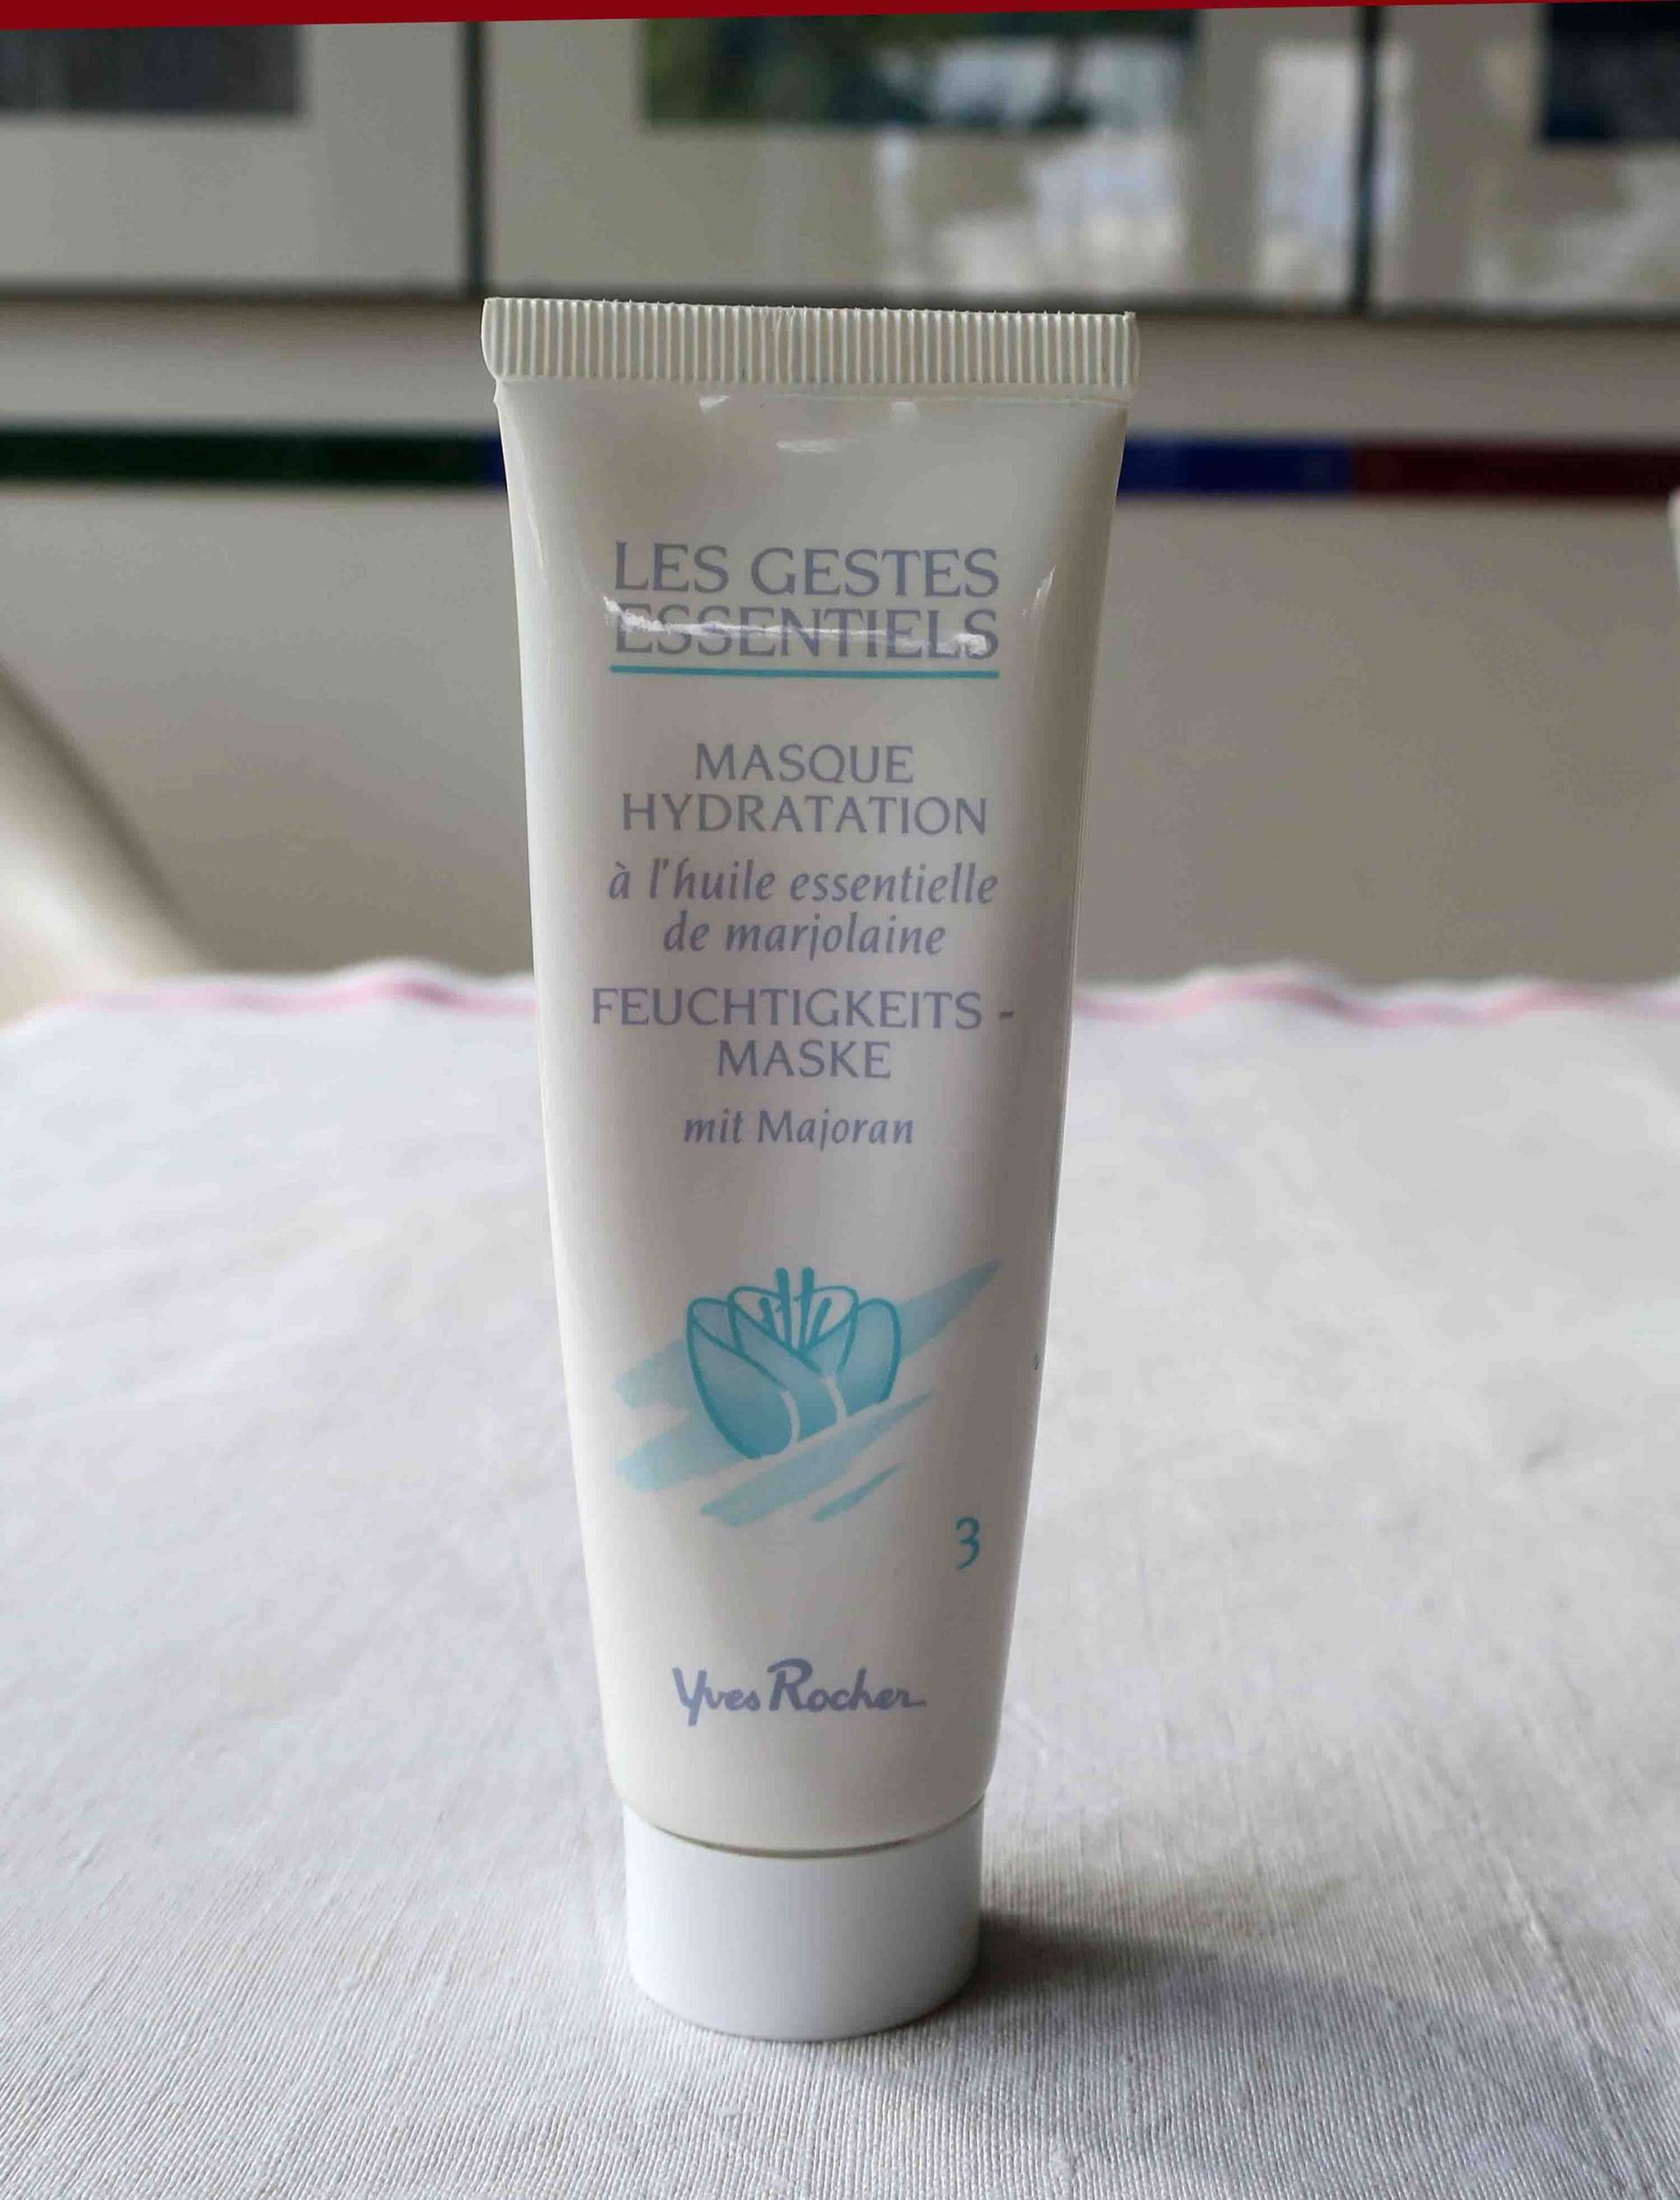 LES GESTES
ESSENTIELS
MASQUE
HYDRATATION
à l'huile essentielle
de marjolaine
FEUCHTIGKEITS -
MASKE
mit Majoran
3
Yves Rocher